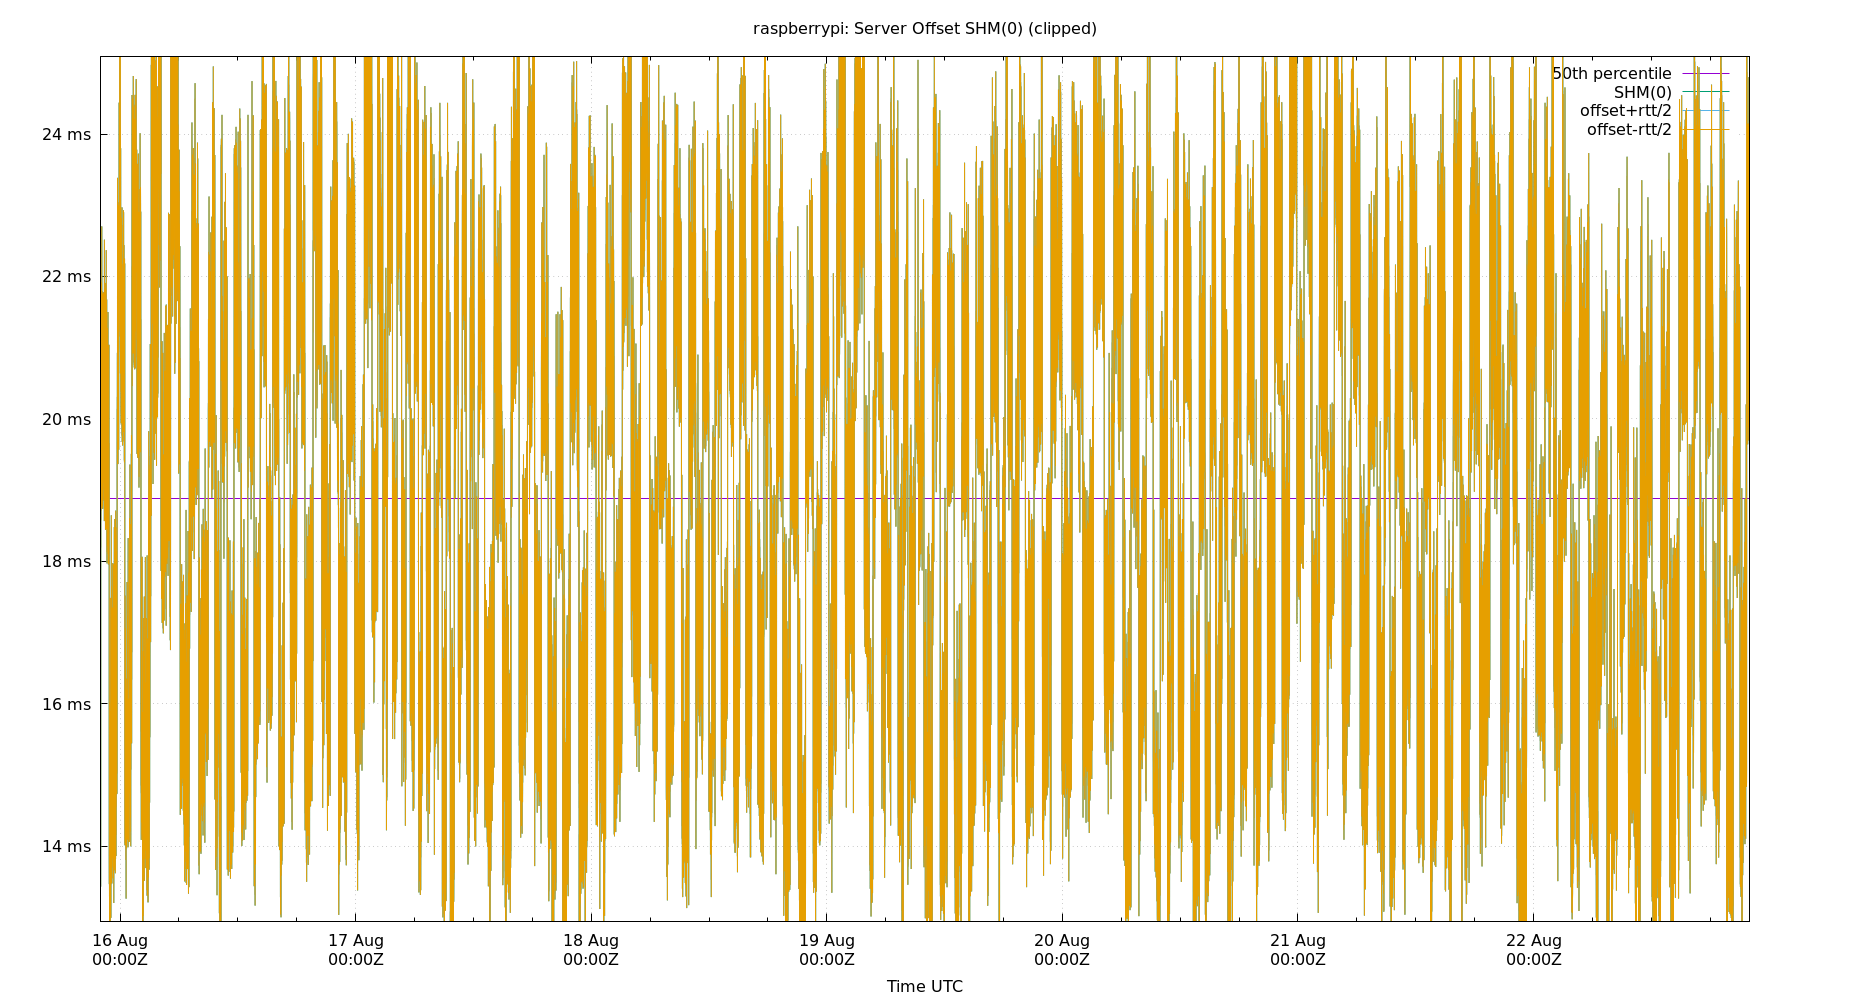 raspberrypi: Server Offset SHM(0) (clipped)
50th percentile
SHM(0)
offset+rtt/2
offset-rtt/2
24 ms
22 ms
20 ms
18 ms
16 ms
14 ms
16 Aug 17 Aug 18 Aug 19 Aug 20 Aug 21 Aug 22 Aug
00:00Z 00:00Z 00:00Z 00:00Z 00:00Z 00:00Z 00:00Z
Time UTC